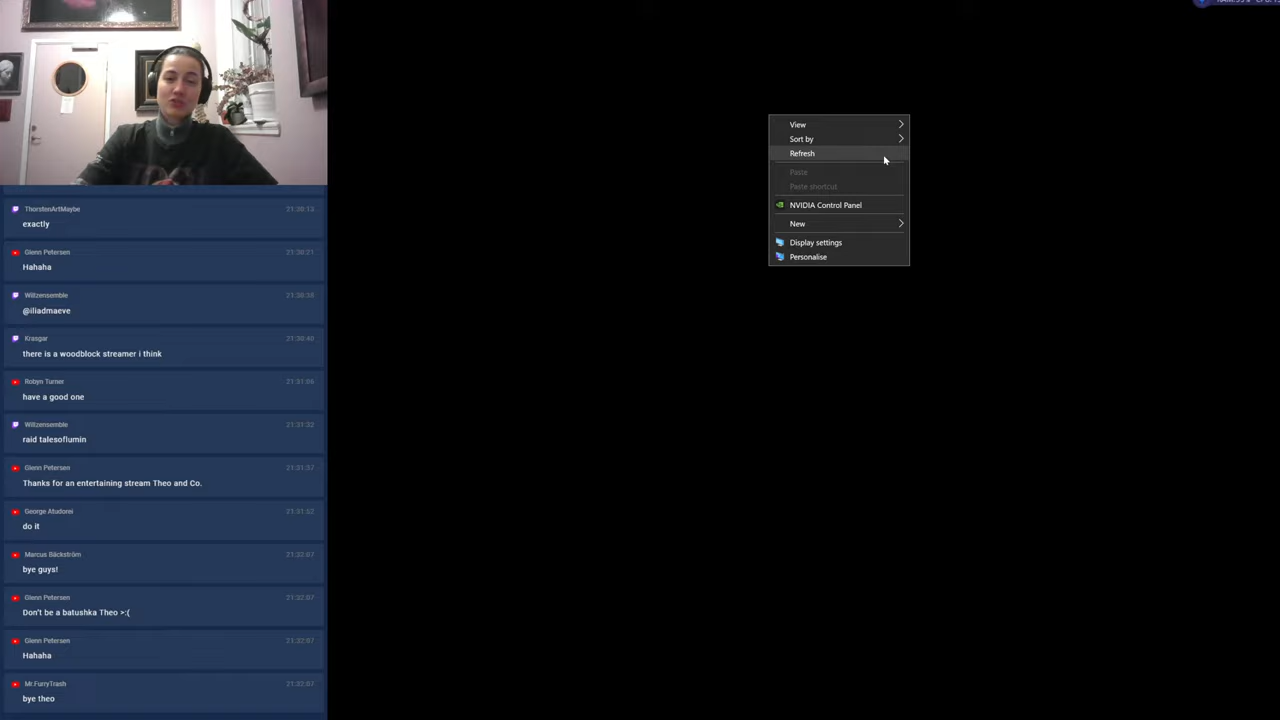 ThorstenArtMaybe
21:30:13
exactly
Glenn Petersen
21:30:21
Hahaha
Willzensemble
21:30:38
@iliadmaeve
Krasgar
21:30:40
there is a woodblock streamer i think
Robyn Turner
21:31:06
have a good one
Willzensemble
21:31:32
raid talesoflumin
Glenn Petersen
21:31:37
Thanks for an entertaining stream Theo and Co.
George Atudorei
21:31:52
do it
Marcus Bäckström
21:32:07
bye guys!
Glenn Petersen
21:32:07
Don't be a batushka Theo >:(
Glenn Petersen
21:32:07
Hahaha
Mr.FurryTrash
21:32:07
bye theo
View
Sort by
Refresh
Paste
Paste shortcut
NVIDIA Control Panel
New
Display settings
Personalise